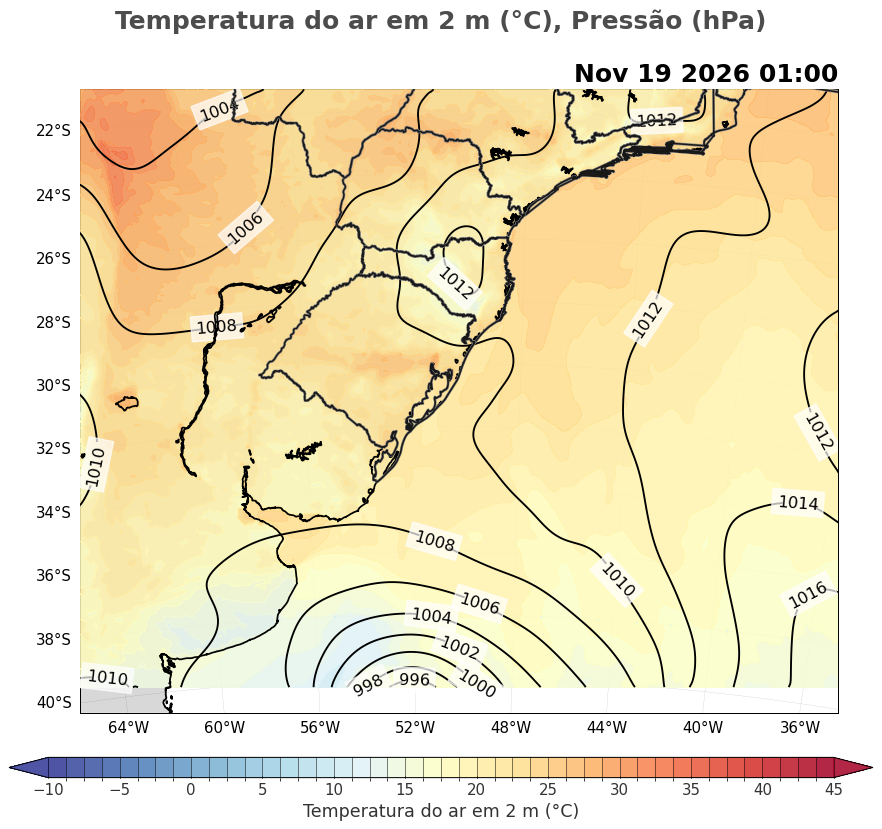 Temperatura do ar em 2 m (°C), Pressão (hPa)
Nov 19 2026 01:00
1004
1012
22°S
24°S
1006
26°S
1012
28°S
1008
1012
30°S
1012
32°S
1010
34°S
1014
1008
36°S
1010
1006
1016
1004
38°S
1002
1010
998
996
1000
40°S
64°W 60°W 56°W 52°W 48°W 44°W 40°W 36°W
−10 −5 0 5 10 15 20 25 30 35 40 45
Temperatura do ar em 2 m (°C)